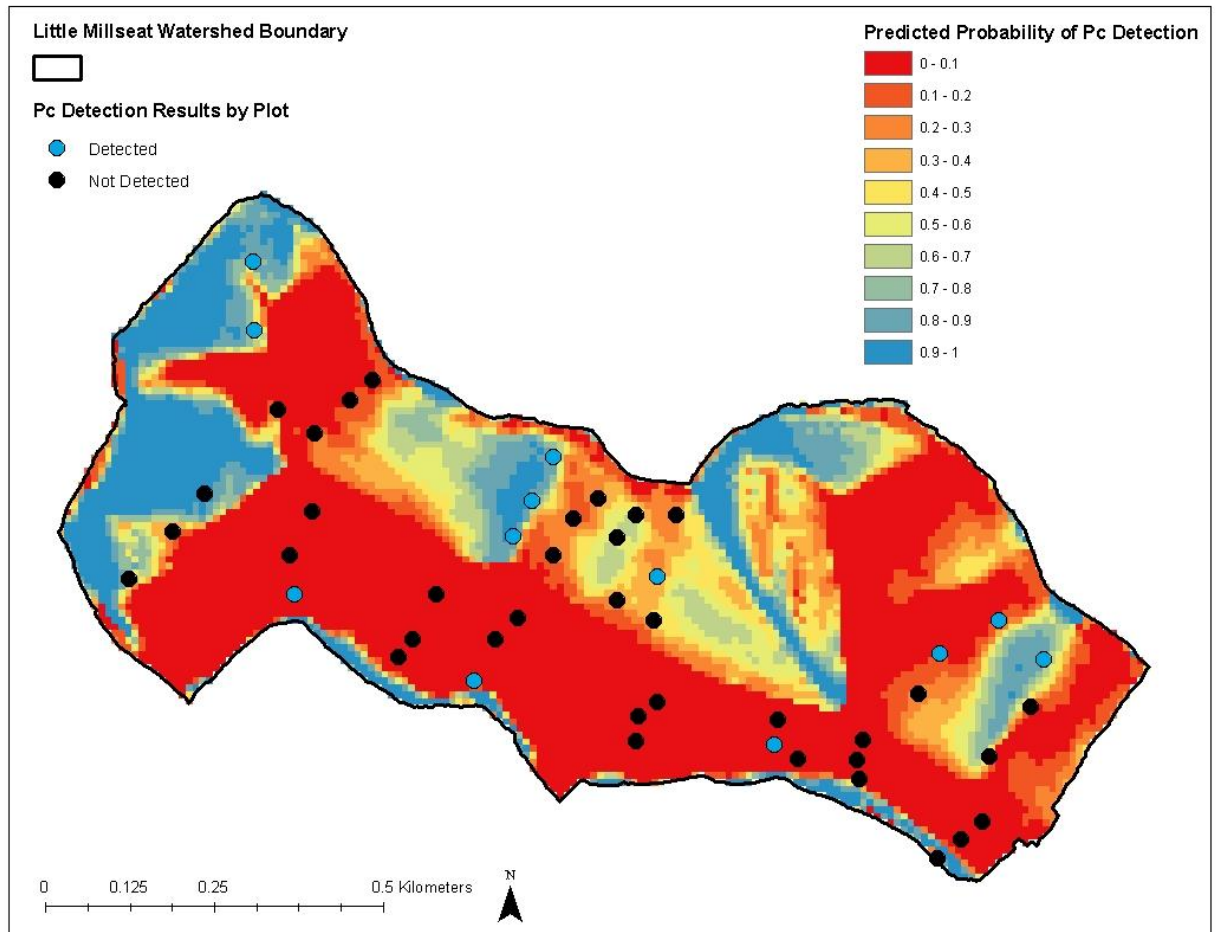 Little Millseat Watershed Boundary
Pc Detection Results by Plot
Detected
Not Detected
Predicted Probability of Pc Detection
0 - 0.1
0.1 - 0.2
0.2 - 0.3
0.3 - 0.4
0.4 - 0.5
0.5 - 0.6
0.6 - 0.7
0.7 - 0.8
0.8 - 0.9
0.9 - 1
0 0.125 0.25 0.5 Kilometers
N